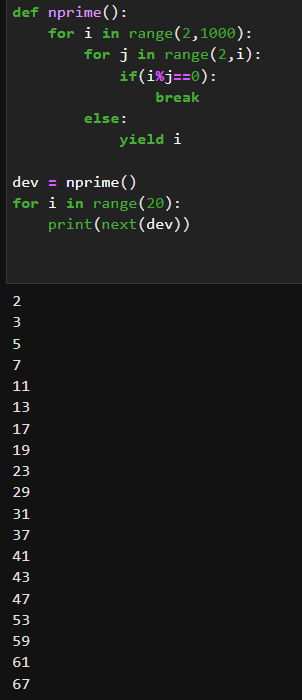 def nprime():
    for i in range(2,1000):
        for j in range(2,i):
            if(i%j==0):
                break
        else:
            yield i
dev = nprime()
for i in range(20):
    print(next(dev))
2
3
5
7
11
13
17
19
23
29
31
37
41
43
47
53
59
61
67